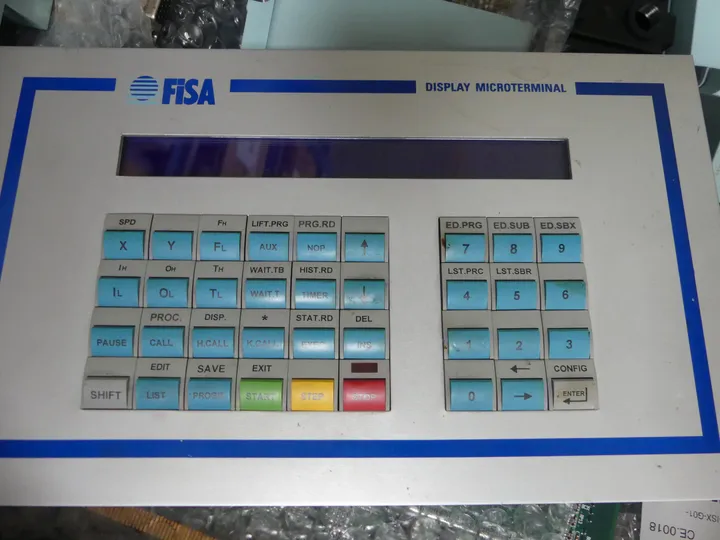 FiSA
DISPLAY MICROTERMINAL
SPD FH LIFT.PRG PRG.RD ED.PRG ED.SUB ED.SBX
X Y FL AUX NOP ↑ 7 8 9
IH OH TH WAIT.TB HIST.RD LST.PRC LST.SBR
IL OL TL WAIT.T TIMER ↓ 4 5 6
PROC. DISP. * STAT.RD DEL
PAUSE CALL H.CALL K.CALL INS 1 2 3
EDIT SAVE EXIT ← CONFIG
SHIFT LIST START STEP STOP 0 → ENTER
CE.0018